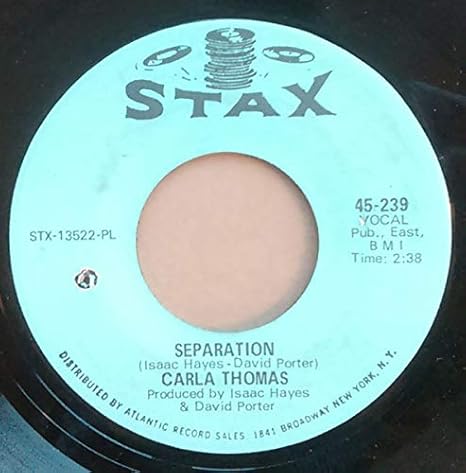 STAX
45-239
VOCAL
Pub., East,
BMI
Time: 2:38
STX-13522-PL
SEPARATION
(Isaac Hayes - David Porter)
CARLA THOMAS
Produced by Isaac Hayes
& David Porter
DISTRIBUTED BY ATLANTIC RECORD SALES. 1841 BROADWAY NEW YORK, N.Y.